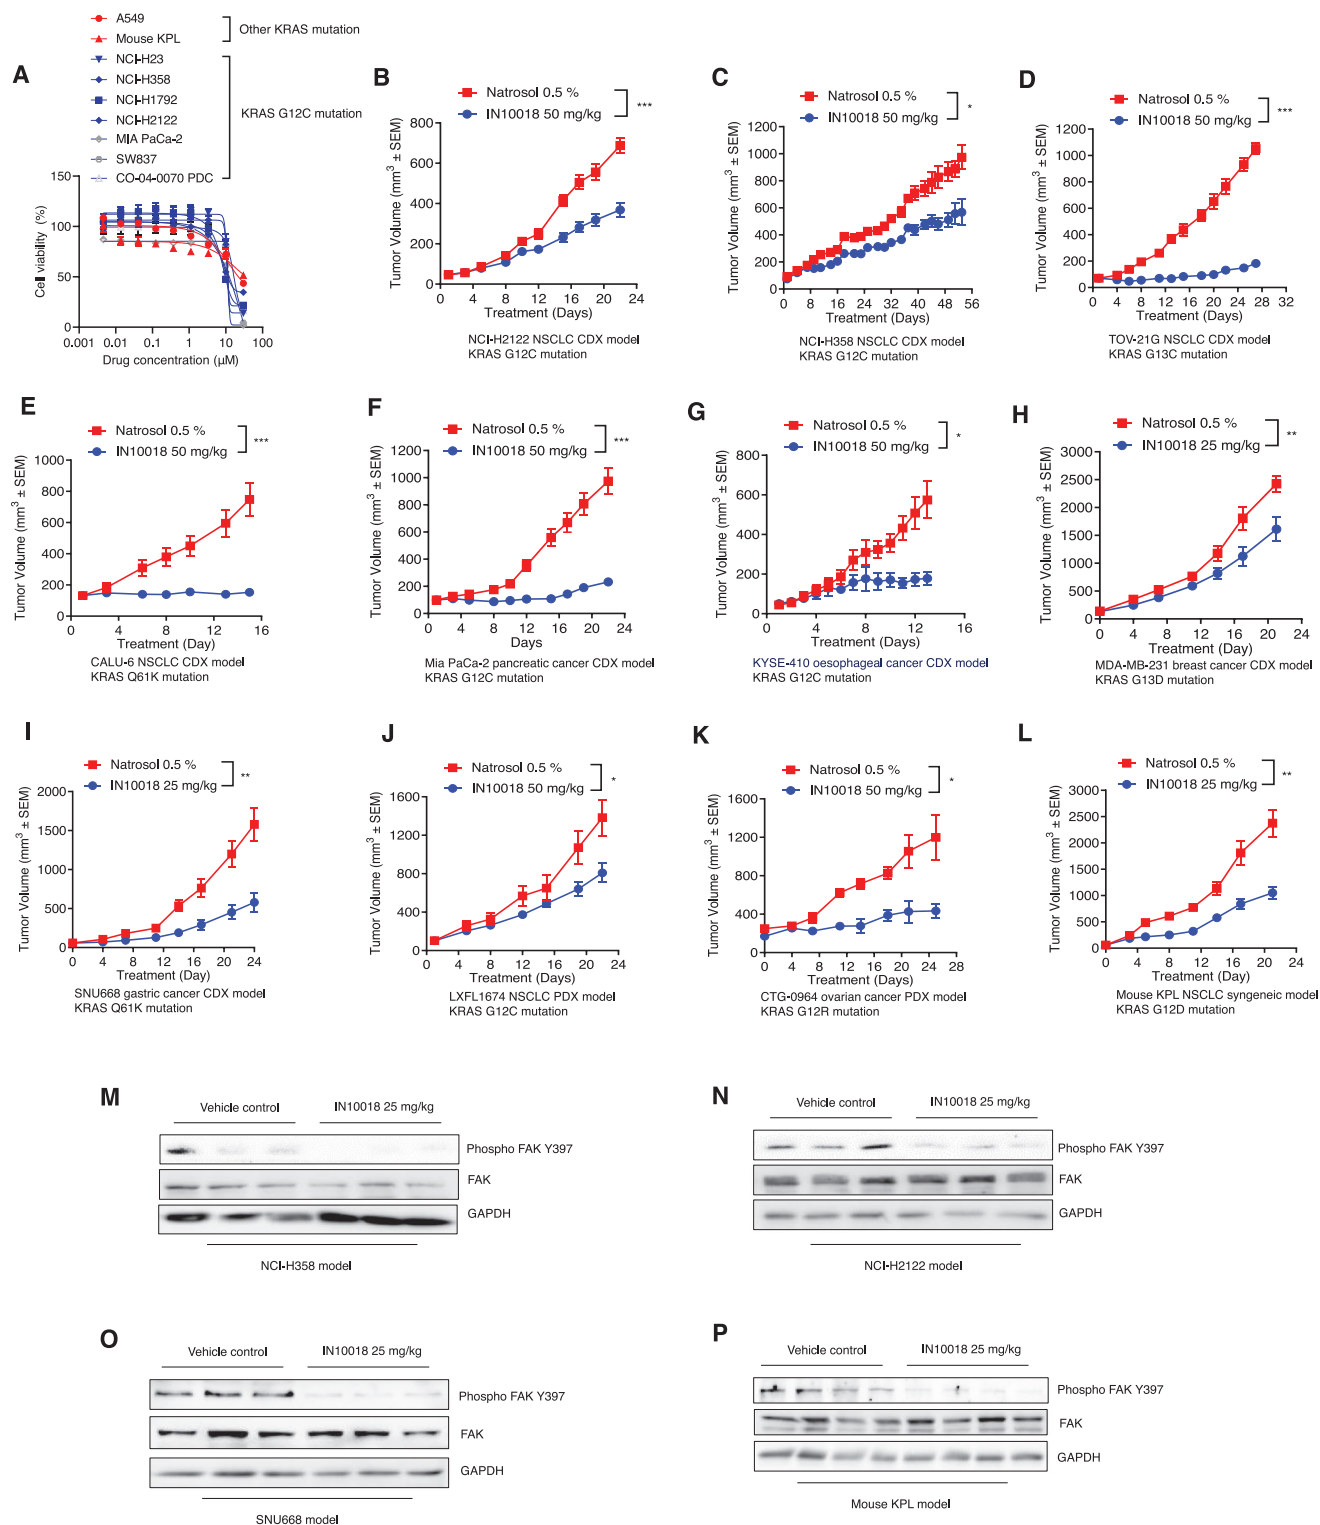 A
A549
Mouse KPL
Other KRAS mutation
NCI-H23
NCI-H358
NCI-H1792
NCI-H2122
MIA PaCa-2
SW837
CO-04-0070 PDC
KRAS G12C mutation
Cell viability (%)
150
100
50
0
0.001 0.01 0.1 1 10 100
Drug concentration (µM)
B
Natrosol 0.5 %
IN10018 50 mg/kg
***
Tumor Volume (mm³ ± SEM)
800
600
400
200
0
0 4 8 12 16 20 24
Treatment (Days)
NCI-H2122 NSCLC CDX model
KRAS G12C mutation
C
Natrosol 0.5 %
IN10018 50 mg/kg
*
Tumor Volume (mm³ ± SEM)
1200
1000
800
600
400
200
0
0 8 16 24 32 40 48 56
Treatment (Days)
NCI-H358 NSCLC CDX model
KRAS G12C mutation
D
Natrosol 0.5 %
IN10018 50 mg/kg
***
Tumor Volume (mm³ ± SEM)
1200
1000
800
600
400
200
0
0 4 8 12 16 20 24 28 32
Treatment (Days)
TOV-21G NSCLC CDX model
KRAS G13C mutation
E
Natrosol 0.5 %
IN10018 50 mg/kg
***
Tumor Volume (mm³ ± SEM)
1000
800
600
400
200
0
0 4 8 12 16
Treatment (Day)
CALU-6 NSCLC CDX model
KRAS Q61K mutation
F
Natrosol 0.5 %
IN10018 50 mg/kg
***
Tumor Volume (mm³ ± SEM)
1200
1000
800
600
400
200
0
0 4 8 12 16 20 24
Days
Mia PaCa-2 pancreatic cancer CDX model
KRAS G12C mutation
G
Natrosol 0.5 %
IN10018 50 mg/kg
*
Tumor Volume (mm³ ± SEM)
800
600
400
200
0
0 4 8 12 16
Treatment (Day)
KYSE-410 oesophageal cancer CDX model
KRAS G12C mutation
H
Natrosol 0.5 %
IN10018 25 mg/kg
**
Tumor Volume (mm³ ± SEM)
3000
2500
2000
1500
1000
500
0
0 4 8 12 16 20 24
Treatment (Day)
MDA-MB-231 breast cancer CDX model
KRAS G13D mutation
I
Natrosol 0.5 %
IN10018 25 mg/kg
**
Tumor Volume (mm³ ± SEM)
2000
1500
1000
500
0
0 4 8 12 16 20 24
Treatment (Day)
SNU668 gastric cancer CDX model
KRAS Q61K mutation
J
Natrosol 0.5 %
IN10018 50 mg/kg
*
Tumor Volume (mm³ ± SEM)
1600
1200
800
400
0
0 4 8 12 16 20 24
Treatment (Day)
LXFL1674 NSCLC PDX model
KRAS G12C mutation
K
Natrosol 0.5 %
IN10018 50 mg/kg
*
Tumor Volume (mm³ ± SEM)
1600
1200
800
400
0
0 4 8 12 16 20 24 28
Treatment (Day)
CTG-0964 ovarian cancer PDX model
KRAS G12R mutation
L
Natrosol 0.5 %
IN10018 25 mg/kg
**
Tumor Volume (mm³ ± SEM)
3000
2500
2000
1500
1000
500
0
0 4 8 12 16 20 24
Treatment (Day)
Mouse KPL NSCLC syngeneic model
KRAS G12D mutation
M
Vehicle control IN10018 25 mg/kg
Phospho FAK Y397
FAK
GAPDH
NCI-H358 model
N
Vehicle control IN10018 25 mg/kg
Phospho FAK Y397
FAK
GAPDH
NCI-H2122 model
O
Vehicle control IN10018 25 mg/kg
Phospho FAK Y397
FAK
GAPDH
SNU668 model
P
Vehicle control IN10018 25 mg/kg
Phospho FAK Y397
FAK
GAPDH
Mouse KPL model